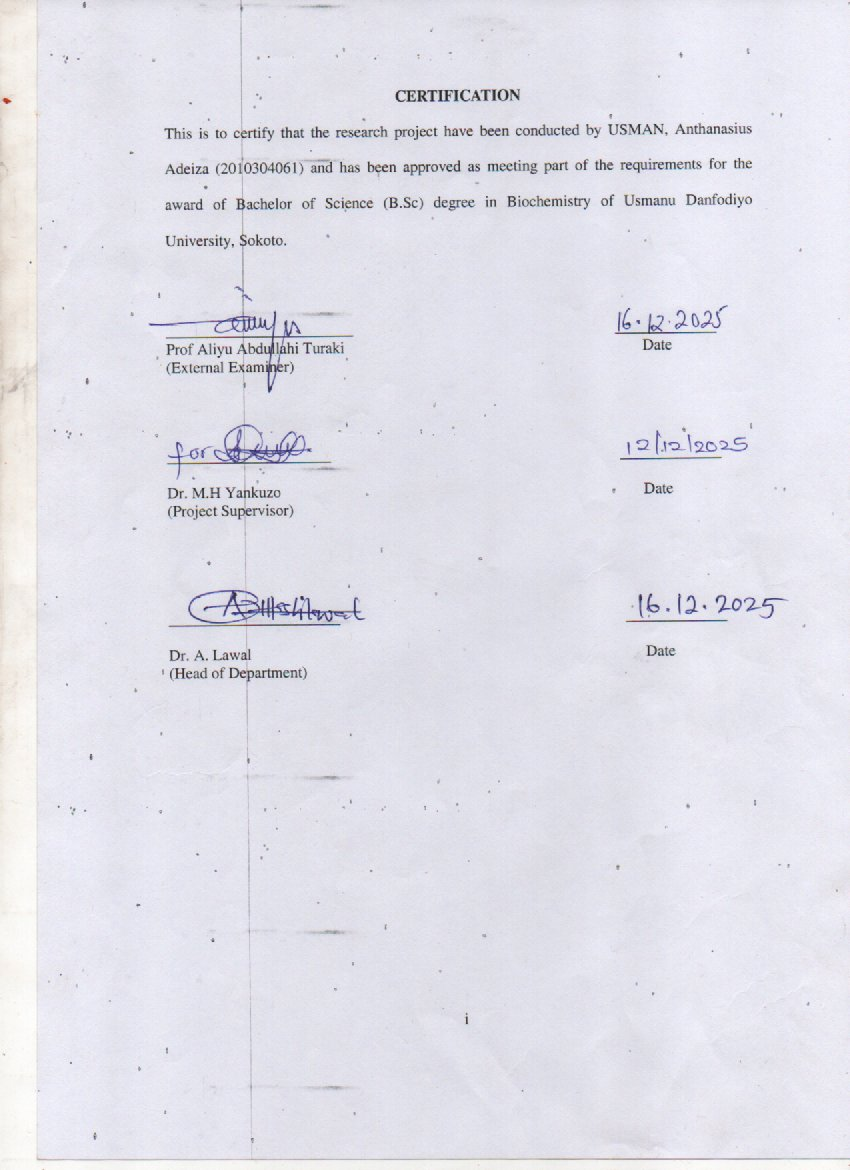 CERTIFICATION
This is to certify that the research project have been conducted by USMAN, Anthanasius
Adeiza (2010304061) and has been approved as meeting part of the requirements for the
award of Bachelor of Science (B.Sc) degree in Biochemistry of Usmanu Danfodiyo
University, Sokoto.
16.12.2025
Prof Aliyu Abdullahi Turaki
Date
(External Examiner)
for
12/12/2025
Dr. M.H Yankuzo
Date
(Project Supervisor)
16.12.2025
Dr. A. Lawal
Date
(Head of Department)
i